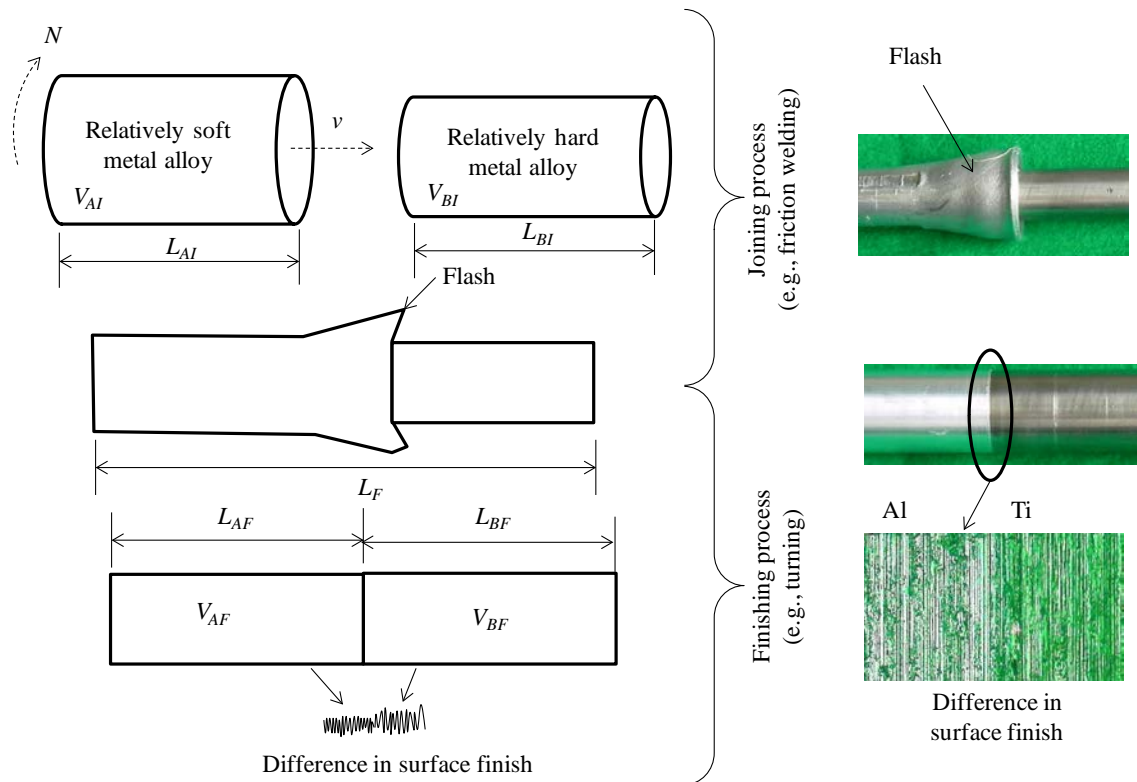 N
Relatively soft
metal alloy
V_AI
v
Relatively hard
metal alloy
V_BI
L_AI
L_BI
Flash
L_F
L_AF
L_BF
V_AF
V_BF
Difference in surface finish
Joining process
(e.g., friction welding)
Finishing process
(e.g., turning)
Flash
Al
Ti
Difference in
surface finish